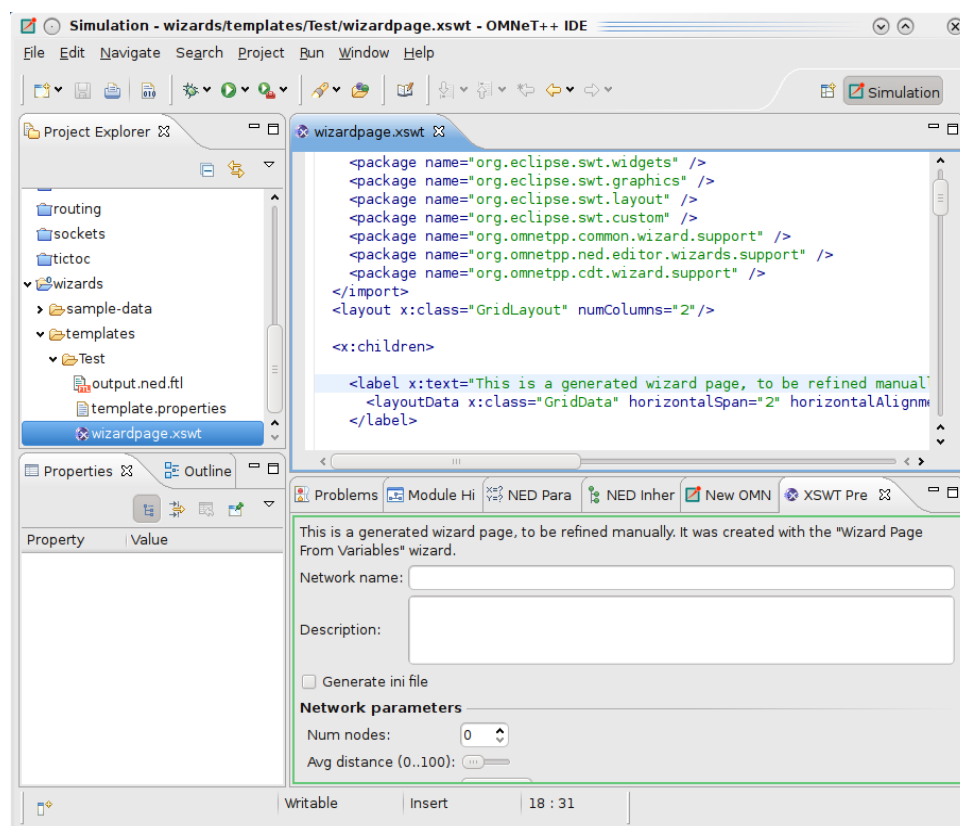 Simulation - wizards/templates/Test/wizardpage.xswt - OMNeT++ IDE
File Edit Navigate Search Project Run Window Help
010
Simulation
Project Explorer
routing
sockets
tictoc
wizards
sample-data
templates
Test
output.ned.ftl
template.properties
wizardpage.xswt
wizardpage.xswt
<package name="org.eclipse.swt.widgets" />
<package name="org.eclipse.swt.graphics" />
<package name="org.eclipse.swt.layout" />
<package name="org.eclipse.swt.custom" />
<package name="org.omnetpp.common.wizard.support" />
<package name="org.omnetpp.ned.editor.wizards.support" />
<package name="org.omnetpp.cdt.wizard.support" />
</import>
<layout x:class="GridLayout" numColumns="2"/>
<x:children>
<label x:text="This is a generated wizard page, to be refined manual
<layoutData x:class="GridData" horizontalSpan="2" horizontalAlignme
</label>
Properties Outline
Property Value
Problems Module Hi NED Para NED Inher New OMN XSWT Pre
This is a generated wizard page, to be refined manually. It was created with the "Wizard Page
From Variables" wizard.
Network name:
Description:
Generate ini file
Network parameters
Num nodes: 0
Avg distance (0..100):
Writable Insert 18 : 31